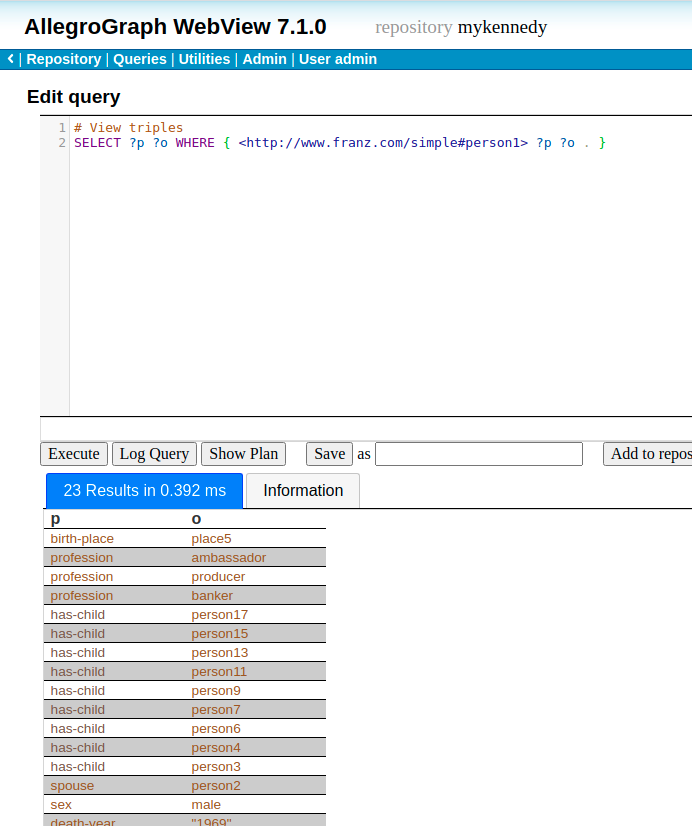 AllegroGraph WebView 7.1.0 repository mykennedy
< | Repository | Queries | Utilities | Admin | User admin
Edit query
1 # View triples
2 SELECT ?p ?o WHERE { <http://www.franz.com/simple#person1> ?p ?o . }
Execute Log Query Show Plan Save as Add to repos
23 Results in 0.392 ms Information
p o
birth-place place5
profession ambassador
profession producer
profession banker
has-child person17
has-child person15
has-child person13
has-child person11
has-child person9
has-child person7
has-child person6
has-child person4
has-child person3
spouse person2
sex male
death-year "1969"